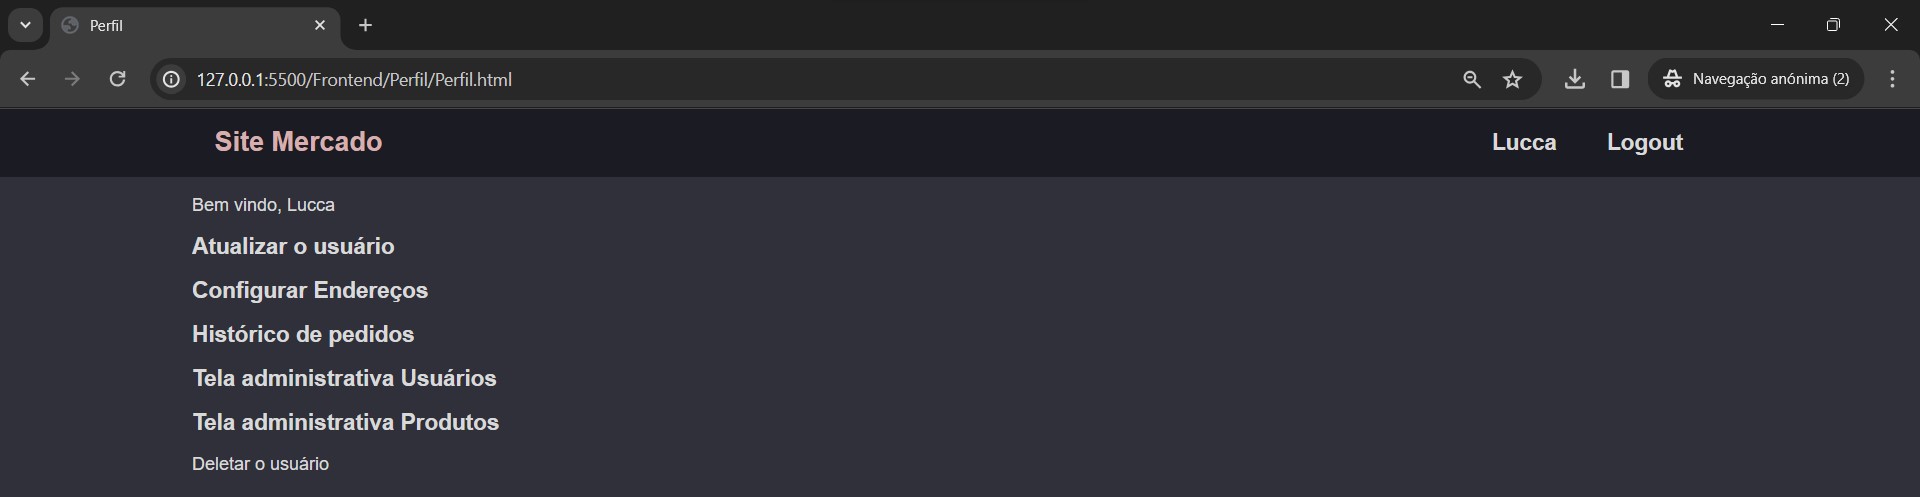 Perfil
127.0.0.1:5500/Frontend/Perfil/Perfil.html
Navegação anónima (2)
Site Mercado
Lucca
Logout
Bem vindo, Lucca
Atualizar o usuário
Configurar Endereços
Histórico de pedidos
Tela administrativa Usuários
Tela administrativa Produtos
Deletar o usuário